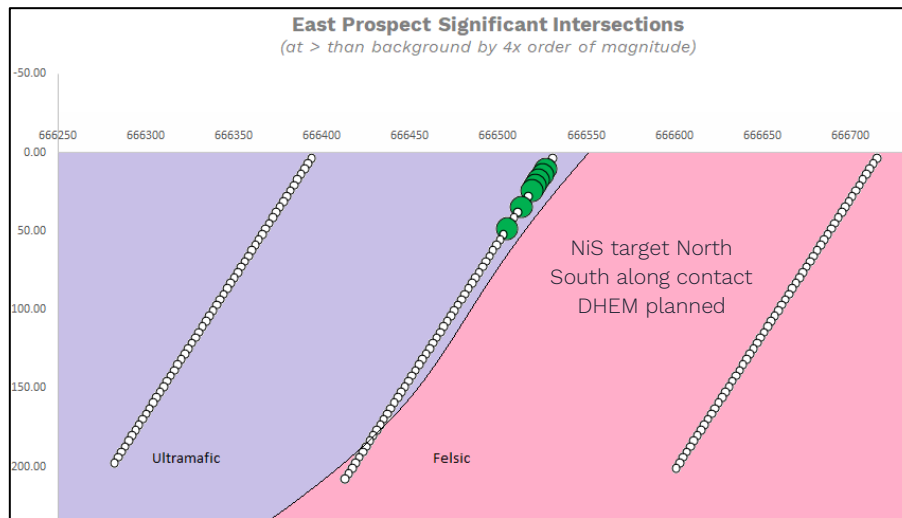 East Prospect Significant Intersections
(at > than background by 4x order of magnitude)
-50.00
666250 666300 666350 666400 666450 666500 666550 666600 666650 666700
0.00
50.00
NiS target North
South along contact
DHEM planned
100.00
150.00
Ultramafic Felsic
200.00